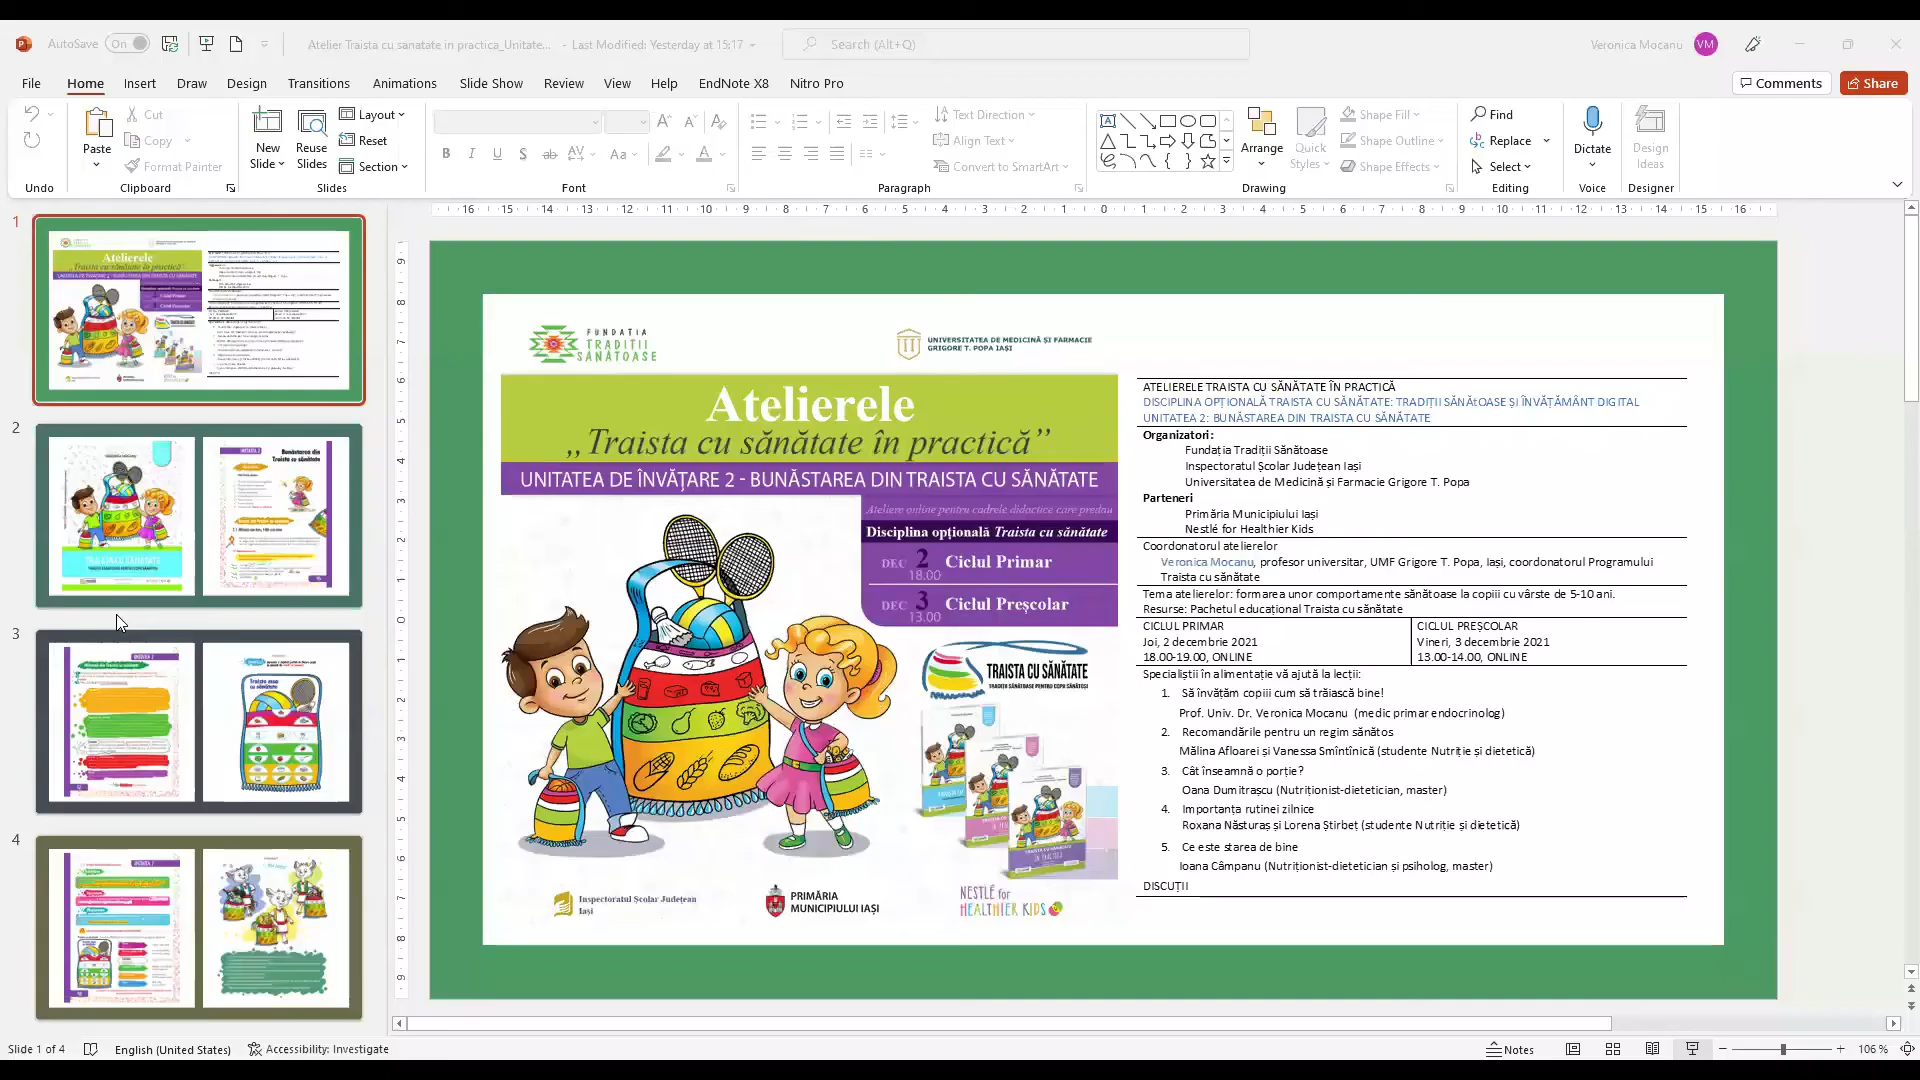 AutoSave On
Atelier Traista cu sanatate in practica_Unitate... - Last Modified: Yesterday at 15:17
Search (Alt+Q)
Veronica Mocanu VM
File Home Insert Draw Design Transitions Animations Slide Show Review View Help EndNote X8 Nitro Pro
Comments Share
Paste Cut Copy Format Painter
New Slide Reuse Slides Layout Reset Section
Text Direction Align Text Convert to SmartArt
Arrange Quick Styles Shape Fill Shape Outline Shape Effects
Find Replace Select
Dictate Design Ideas
Undo Clipboard Slides Font Paragraph Drawing Editing Voice Designer
1
2
3
4
FUNDAȚIA
TRADIȚII
SĂNĂTOASE
UNIVERSITATEA DE MEDICINĂ ȘI FARMACIE
GRIGORE T. POPA IAȘI
Atelierele
„Traista cu sănătate în practică”
UNITATEA DE ÎNVĂȚARE 2 - BUNĂSTAREA DIN TRAISTA CU SĂNĂTATE
Ateliere online pentru cadrele didactice care predau
Disciplina opțională Traista cu sănătate
DEC 2 Ciclul Primar
18.00
DEC 3 Ciclul Preșcolar
13.00
TRAISTA CU SĂNĂTATE
TRADIȚII SĂNĂTOASE PENTRU COPII SĂNĂTOȘI
Inspectoratul Școlar Județean
Iași
PRIMĂRIA
MUNICIPIULUI IAȘI
NESTLÉ for
HEALTHIER KIDS
ATELIERELE TRAISTA CU SĂNĂTATE ÎN PRACTICĂ
DISCIPLINA OPȚIONALĂ TRAISTA CU SĂNĂTATE: TRADIȚII SĂNĂtOASE ȘI ÎNVĂȚĂMÂNT DIGITAL
UNITATEA 2: BUNĂSTAREA DIN TRAISTA CU SĂNĂTATE
Organizatori:
Fundația Tradiții Sănătoase
Inspectoratul Școlar Județean Iași
Universitatea de Medicină și Farmacie Grigore T. Popa
Parteneri
Primăria Municipiului Iași
Nestlé for Healthier Kids
Coordonatorul atelierelor
Veronica Mocanu, profesor universitar, UMF Grigore T. Popa, Iași, coordonatorul Programului
Traista cu sănătate
Tema atelierelor: formarea unor comportamente sănătoase la copiii cu vârste de 5-10 ani.
Resurse: Pachetul educațional Traista cu sănătate
CICLUL PRIMAR
Joi, 2 decembrie 2021
18.00-19.00, ONLINE
CICLUL PREȘCOLAR
Vineri, 3 decembrie 2021
13.00-14.00, ONLINE
Specialiștii în alimentație vă ajută la lecții:
1. Să învățăm copiii cum să trăiască bine!
Prof. Univ. Dr. Veronica Mocanu (medic primar endocrinolog)
2. Recomandările pentru un regim sănătos
Mălina Afloarei și Vanessa Smîntînică (studente Nutriție și dietetică)
3. Cât înseamnă o porție?
Oana Dumitrașcu (Nutriționist-dietetician, master)
4. Importanța rutinei zilnice
Roxana Năsturaș și Lorena Știrbeț (studente Nutriție și dietetică)
5. Ce este starea de bine
Ioana Câmpanu (Nutriționist-dietetician și psiholog, master)
DISCUȚII
Slide 1 of 4 English (United States) Accessibility: Investigate
Notes 106 %